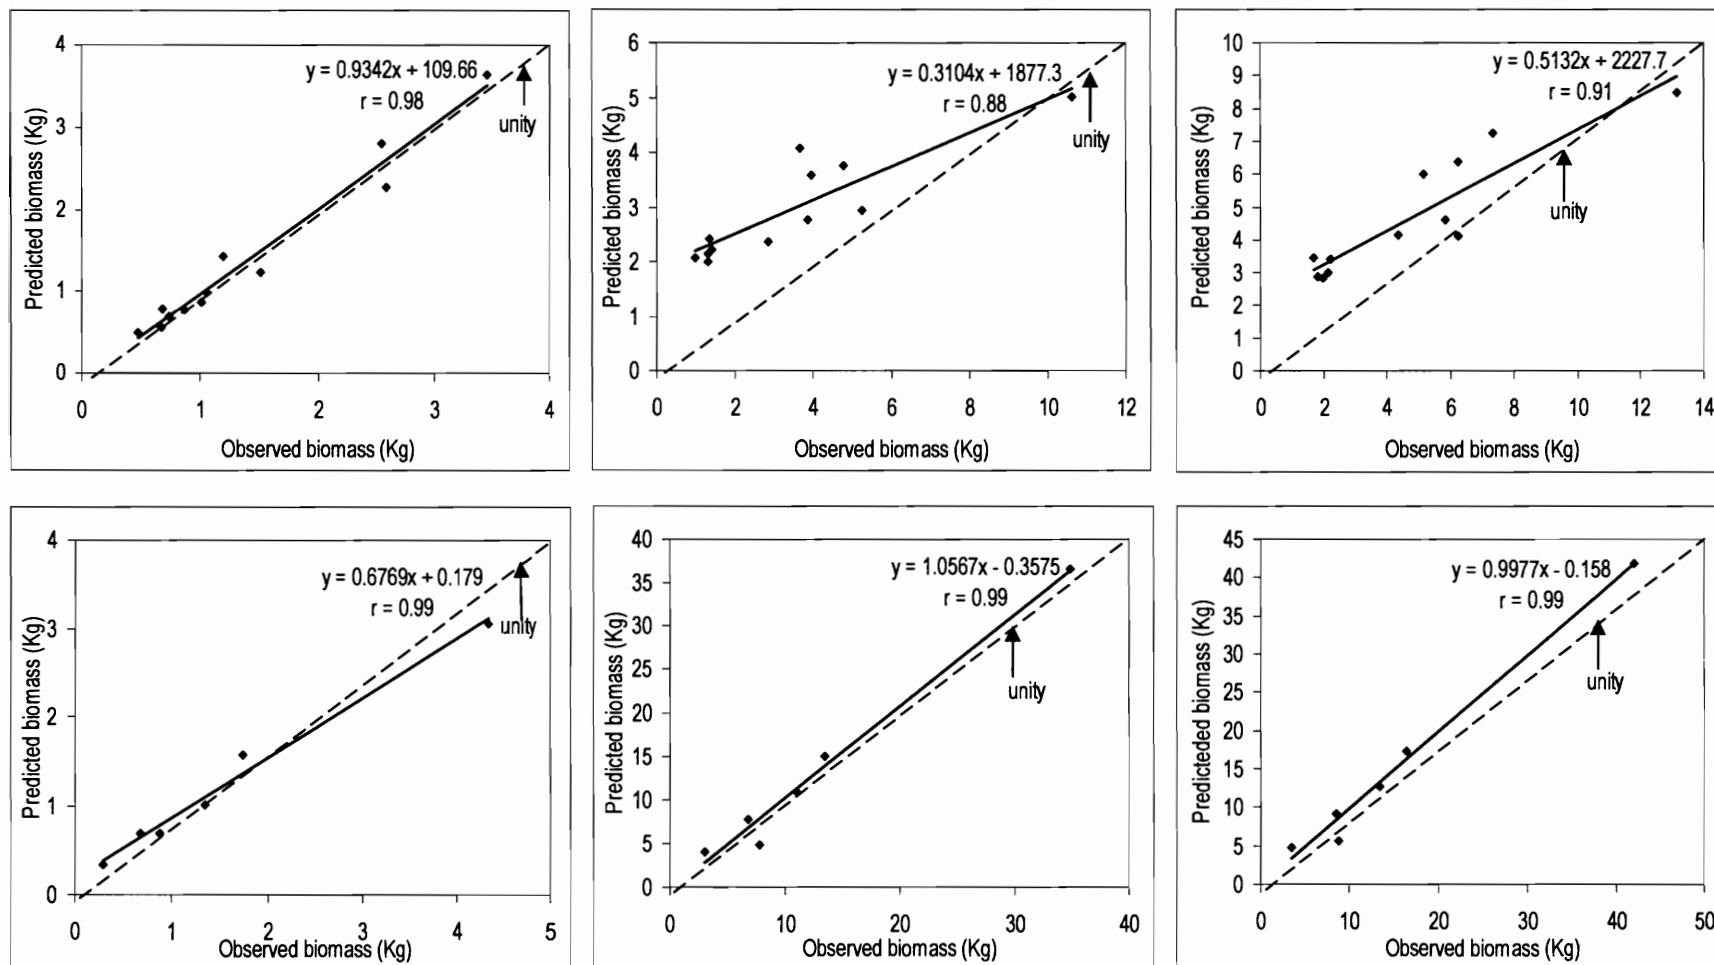 4
3
2
1
0
Predicted biomass (Kg)
y = 0.9342x + 109.66
r = 0.98
unity
0 1 2 3 4
Observed biomass (Kg)
6
5
4
3
2
1
0
Predicted biomass (Kg)
y = 0.3104x + 1877.3
r = 0.88
unity
0 2 4 6 8 10 12
Observed biomass (Kg)
10
9
8
7
6
5
4
3
2
1
0
Predicted biomass (Kg)
y = 0.5132x + 2227.7
r = 0.91
unity
0 2 4 6 8 10 12 14
Observed biomass (Kg)
4
3
2
1
0
Predicted biomass (Kg)
y = 0.6769x + 0.179
r = 0.99
unity
0 1 2 3 4 5
Observed biomass (Kg)
40
35
30
25
20
15
10
5
0
Predicted biomass (Kg)
y = 1.0567x - 0.3575
r = 0.99
unity
0 10 20 30 40
Observed biomass (Kg)
45
40
35
30
25
20
15
10
5
0
Predicteded biomass (Kg)
y = 0.9977x - 0.158
r = 0.99
unity
0 10 20 30 40 50
Observed biomass (Kg)